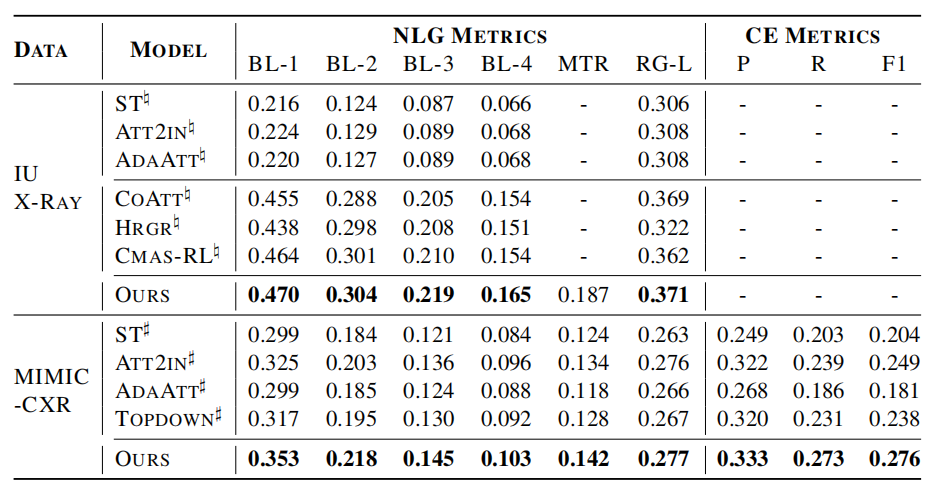 DATA MODEL NLG METRICS CE METRICS
BL-1 BL-2 BL-3 BL-4 MTR RG-L P R F1
IU X-RAY
ST♮ 0.216 0.124 0.087 0.066 - 0.306 - - -
ATT2IN♮ 0.224 0.129 0.089 0.068 - 0.308 - - -
ADAATT♮ 0.220 0.127 0.089 0.068 - 0.308 - - -
COATT♮ 0.455 0.288 0.205 0.154 - 0.369 - - -
HRGR♮ 0.438 0.298 0.208 0.151 - 0.322 - - -
CMAS-RL♮ 0.464 0.301 0.210 0.154 - 0.362 - - -
OURS 0.470 0.304 0.219 0.165 0.187 0.371 - - -
MIMIC -CXR
ST♯ 0.299 0.184 0.121 0.084 0.124 0.263 0.249 0.203 0.204
ATT2IN♯ 0.325 0.203 0.136 0.096 0.134 0.276 0.322 0.239 0.249
ADAATT♯ 0.299 0.185 0.124 0.088 0.118 0.266 0.268 0.186 0.181
TOPDOWN♯ 0.317 0.195 0.130 0.092 0.128 0.267 0.320 0.231 0.238
OURS 0.353 0.218 0.145 0.103 0.142 0.277 0.333 0.273 0.276